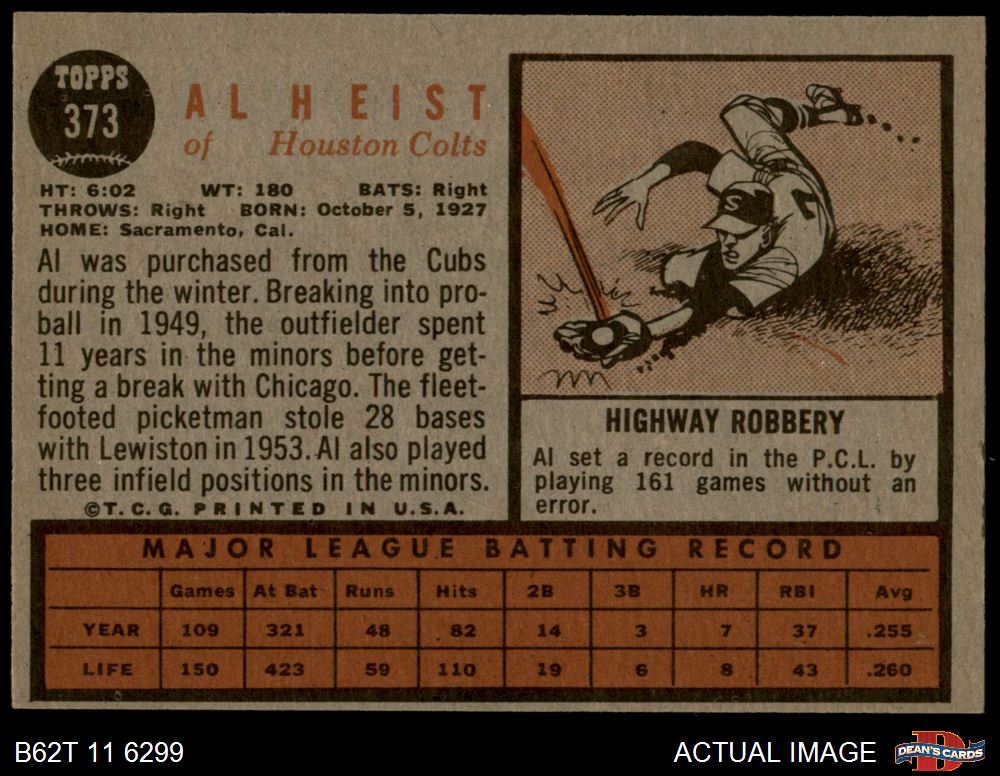 TOPPS
373
AL HEIST
of Houston Colts
HT: 6:02 WT: 180 BATS: Right
THROWS: Right BORN: October 5, 1927
HOME: Sacramento, Cal.
Al was purchased from the Cubs
during the winter. Breaking into pro-
ball in 1949, the outfielder spent
11 years in the minors before get-
ting a break with Chicago. The fleet-
footed picketman stole 28 bases
with Lewiston in 1953. Al also played
three infield positions in the minors.
©T.C.G. PRINTED IN U.S.A.
S
HIGHWAY ROBBERY
Al set a record in the P.C.L. by
playing 161 games without an
error.
MAJOR LEAGUE BATTING RECORD
Games At Bat Runs Hits 2B 3B HR RBI Avg
YEAR 109 321 48 82 14 3 7 37 .255
LIFE 150 423 59 110 19 6 8 43 .260
B62T 11 6299
ACTUAL IMAGE
D
DEAN'S CARDS